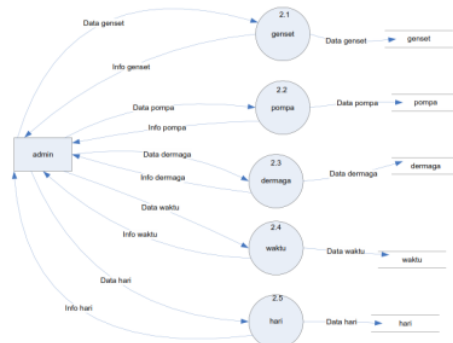 2.1
Data genset
genset
Data genset
genset
Info genset
2.2
Data pompa
pompa
Data pompa
pompa
Info pompa
admin
2.3
Data dermaga
Info dermaga
dermaga
Data dermaga
dermaga
Data waktu
2.4
Info waktu
waktu
Data waktu
waktu
Data hari
2.5
Info hari
hari
Data hari
hari